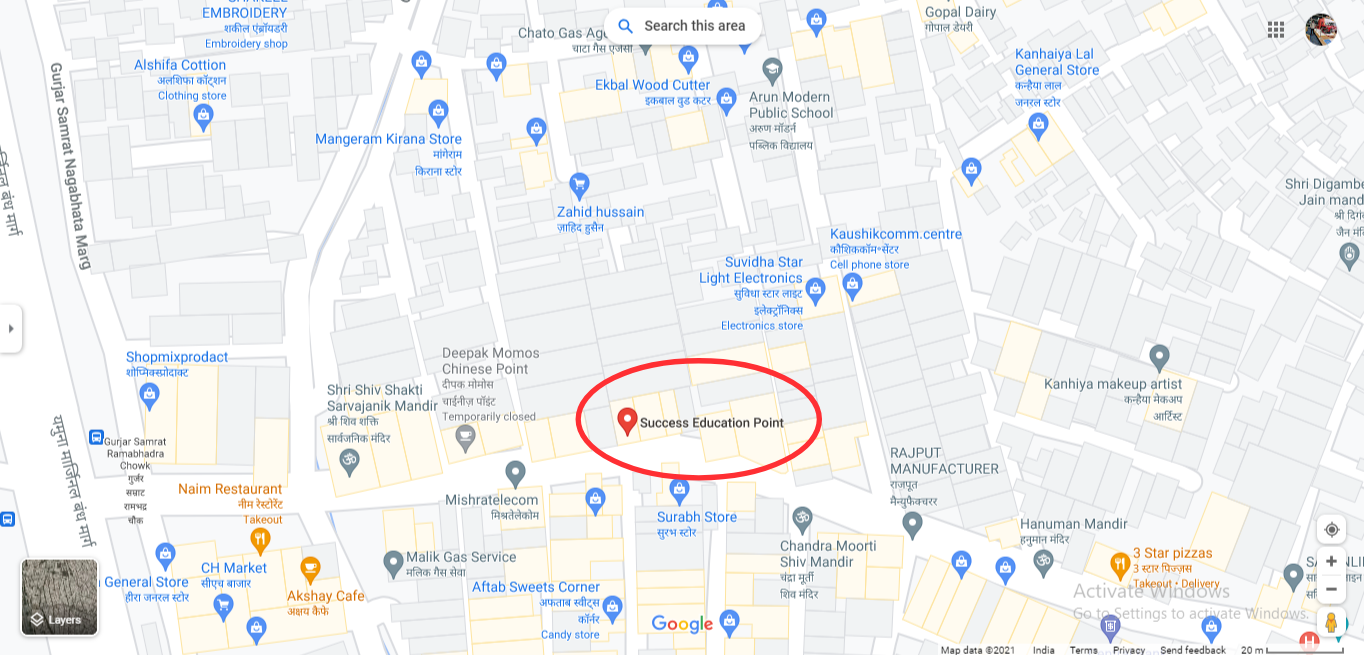 EMBROIDERY
शकील एंब्रॉयडरी
Embroidery shop
Search this area
Gopal Dairy
गोपाल डेयरी
Chato Gas Age
चाटा गैस एजेंसी
Alshifa Cottion
अलशिफा कॉट्शन
Clothing store
Kanhaiya Lal
General Store
कन्हैया लाल
जनरल स्टोर
Ekbal Wood Cutter
इकबाल वुड कटर
Arun Modern
Public School
अरुण मॉडर्न
पब्लिक विद्यालय
Gujjar Samrat Nagabhata Marg
Mangeram Kirana Store
मांगेराम
किराना स्टोर
Zahid hussain
ज़ाहिद हुसैन
Shri Digambe
Jain mand
श्री दिगं
जैन मं
Kaushikcomm.centre
कौशिककॉम॰सेंटर
Cell phone store
Suvidha Star
Light Electronics
सुविधा स्टार लाइट
इलेक्ट्रॉनिक्स
Electronics store
Shopmixprodact
शोप्मिक्स्प्रोदाक्ट
Deepak Momos
Chinese Point
दीपक मोमोस
चाईनीज़ पॉइंट
Temporarily closed
Shri Shiv Shakti
Sarvajanik Mandir
श्री शिव शक्ति
सार्वजनिक मंदिर
Kanhiya makeup artist
कन्हैया मेकअप
आर्टिस्ट
Success Education Point
यमुना मार्जिनल बंध मार्ग
Gurjar Samrat
Ramabhadra
Chowk
गुर्जर
सम्राट
रामभद्र
चौक
RAJPUT
MANUFACTURER
राजपूत
मैन्युफैक्चरर
Naim Restaurant
नीम रेस्टोरेंट
Takeout
Mishratelecom
मिश्रतेलेकोम
Surabh Store
सुरभ स्टोर
Hanuman Mandir
हनुमान मंदिर
Chandra Moorti
Shiv Mandir
चंद्र मूर्ती
शिव मंदिर
3 Star pizzas
3 स्टार पिज़्ज़स
Takeout • Delivery
Malik Gas Service
मलिक गैस सेवा
CH Market
सीएच बाजार
General Store
हीरा जनरल स्टोर
Akshay Cafe
अक्षय कैफे
Aftab Sweets Corner
अफताब स्वीट्स
कॉर्नर
Candy store
Activate Windows
Go to Settings to activate Windows.
Layers
Google
Map data ©2021 India Terms Privacy Send feedback 20 m